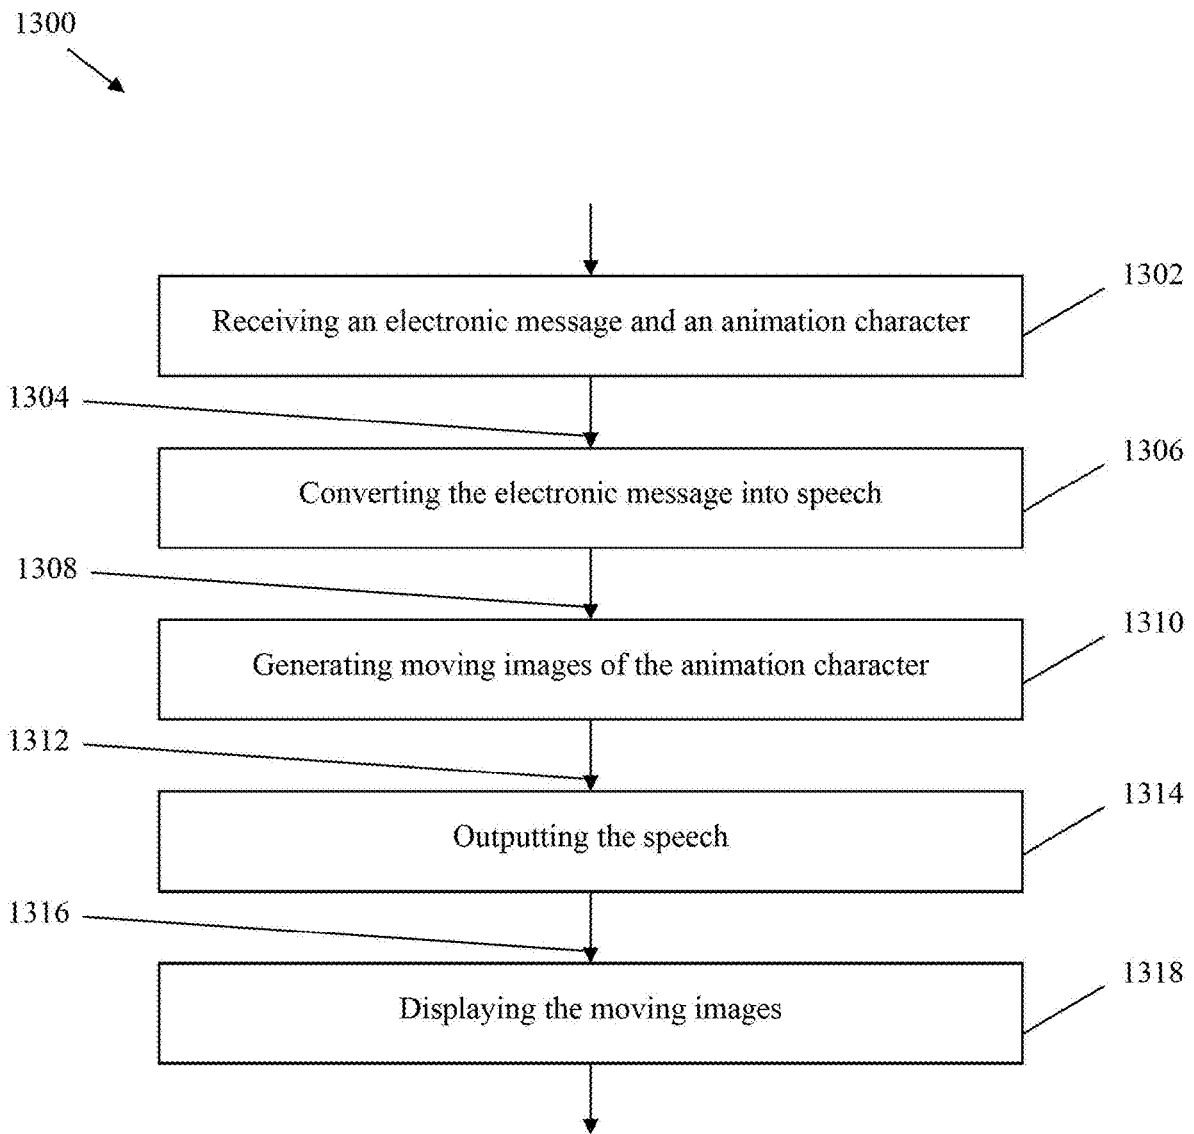 1300
1302
Receiving an electronic message and an animation character
1304
1306
Converting the electronic message into speech
1308
1310
Generating moving images of the animation character
1312
1314
Outputting the speech
1316
1318
Displaying the moving images